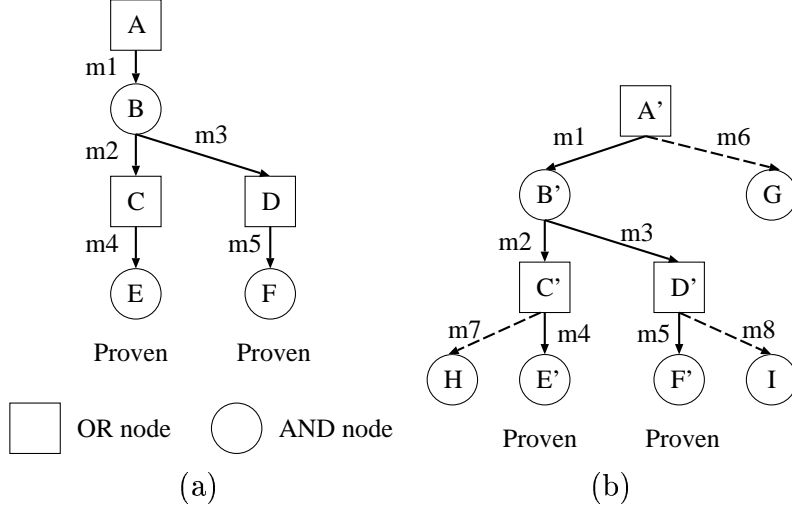 A
m1
B
m2
m3
C
D
m4
m5
E
F
Proven
Proven
OR node
AND node
(a)
A'
m1
m6
B'
G
m2
m3
C'
D'
m7
m4
m5
m8
H
E'
F'
I
Proven
Proven
(b)